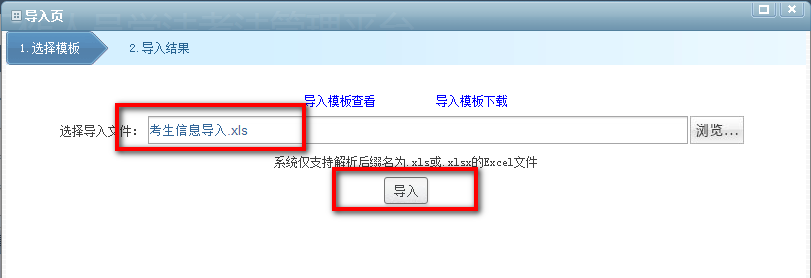 导入页
1.选择模板 2.导入结果
导入模板查看 导入模板下载
选择导入文件: 考生信息导入.xls 浏览...
系统仅支持解析后缀名为.xls或.xlsx的Excel文件
导入